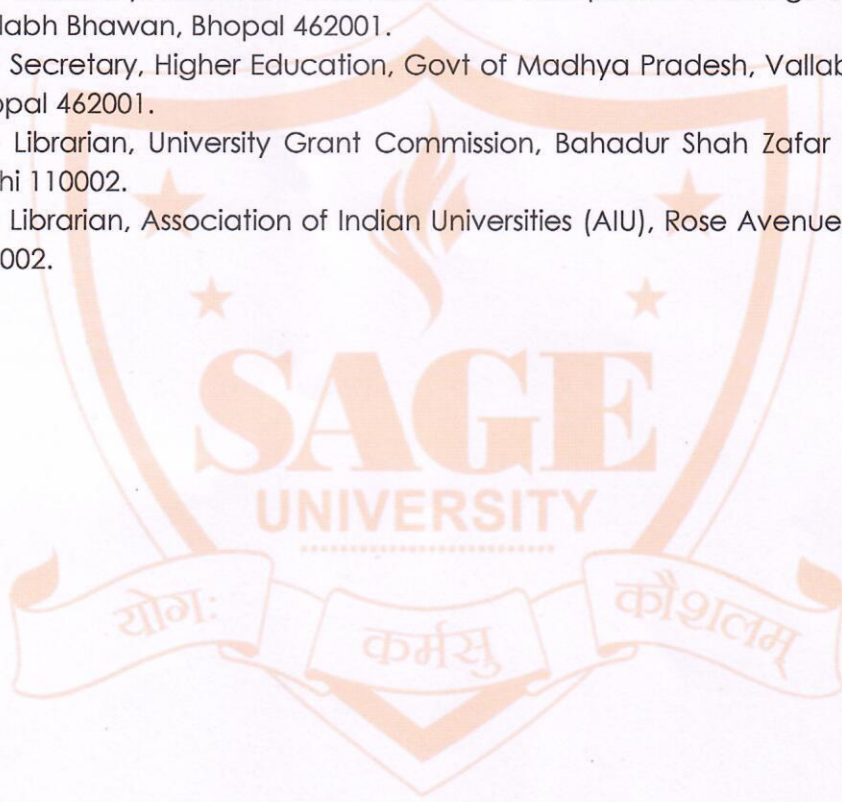 labh Bhawan, Bhopal 462001.
Secretary, Higher Education, Govt of Madhya Pradesh, Vallab
opal 462001.
Librarian, University Grant Commission, Bahadur Shah Zafar
hi 110002.
Librarian, Association of Indian Universities (AIU), Rose Avenue
002.
SAGE
UNIVERSITY
योगः
कर्मसु
कौशलम्